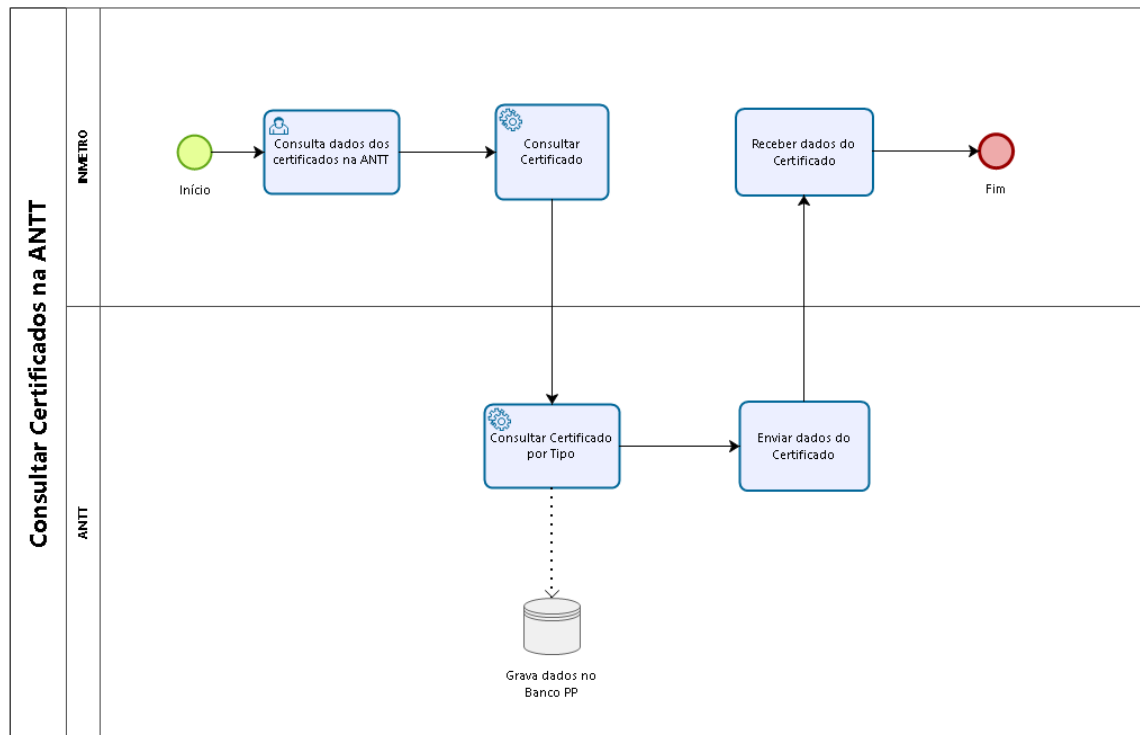 Consultar Certificados na ANTT
INMETRO
Início
Consulta dados dos
certificados na ANTT
Consultar
Certificado
Receber dados do
Certificado
Fim
ANTT
Consultar Certificado
por Tipo
Enviar dados do
Certificado
Grava dados no
Banco PP